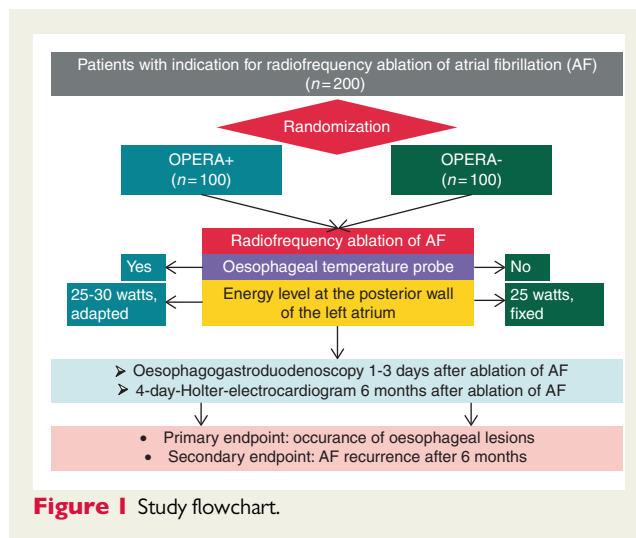 Patients with indication for radiofrequency ablation of atrial fibrillation (AF)
(n=200)
Randomization
OPERA+
(n=100)
OPERA-
(n=100)
Radiofrequency ablation of AF
Yes
Oesophageal temperature probe
No
25-30 watts,
adapted
Energy level at the posterior wall
of the left atrium
25 watts,
fixed
➢ Oesophagogastroduodenoscopy 1-3 days after ablation of AF
➢ 4-day-Holter-electrocardiogram 6 months after ablation of AF
• Primary endpoint: occurance of oesophageal lesions
• Secondary endpoint: AF recurrence after 6 months
Figure 1 Study flowchart.